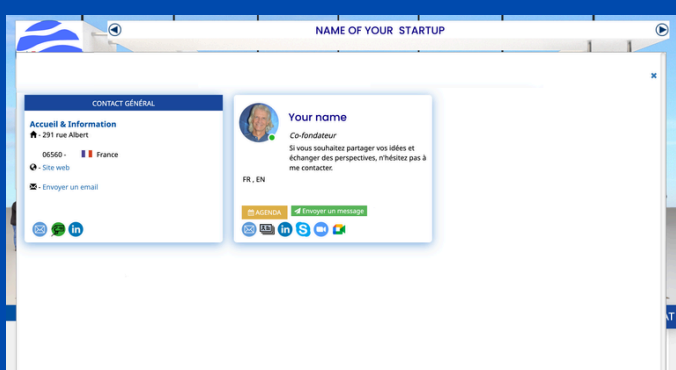 NAME OF YOUR STARTUP
×
CONTACT GÉNÉRAL
Accueil & Information
- 291 rue Albert
06560 - France
- Site web
- Envoyer un email
Your name
Co-fondateur
Si vous souhaitez partager vos idées et
échanger des perspectives, n'hésitez pas à
me contacter.
FR , EN
AGENDA
Envoyer un message
AT